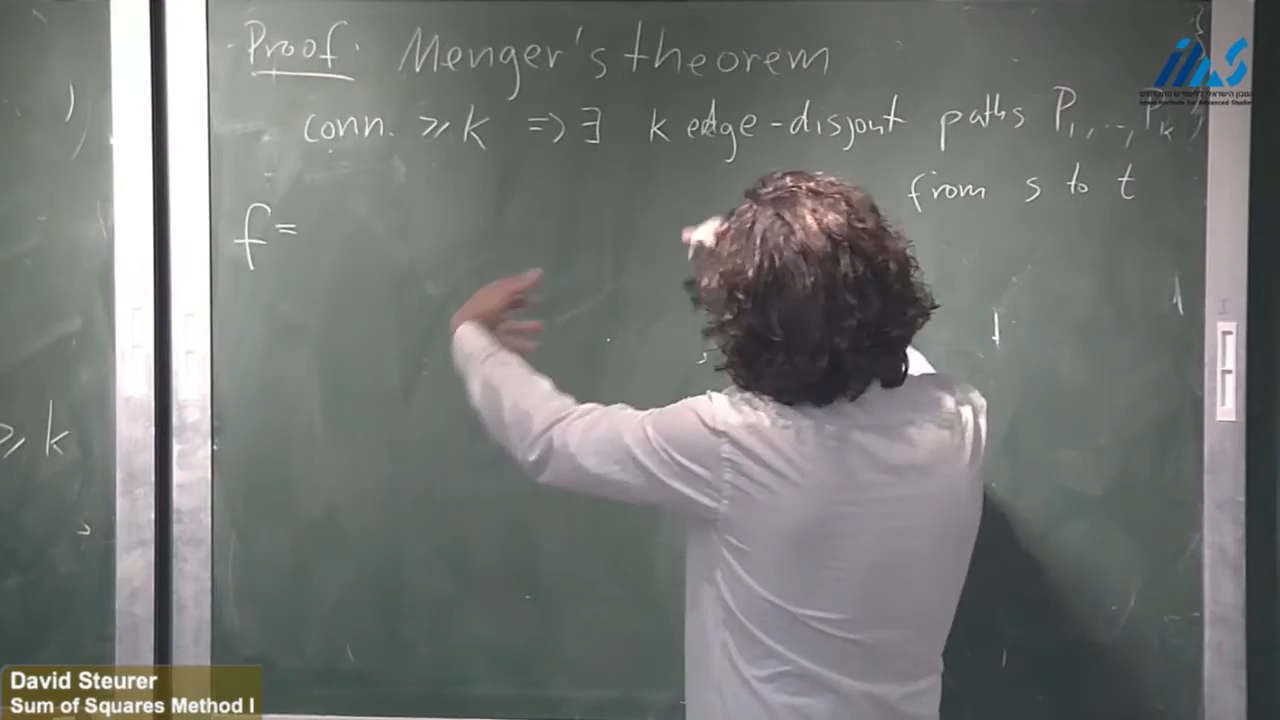 Proof. Menger's theorem
conn. ⩾ k ⇒ ∃ k edge-disjoint paths P₁, ..., Pₖ
from s to t
f =
⩾ k
David Steurer
Sum of Squares Method I